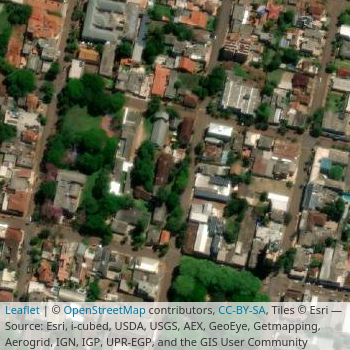 Leaflet | © OpenStreetMap contributors, CC-BY-SA, Tiles © Esri —
Source: Esri, i-cubed, USDA, USGS, AEX, GeoEye, Getmapping,
Aerogrid, IGN, IGP, UPR-EGP, and the GIS User Community